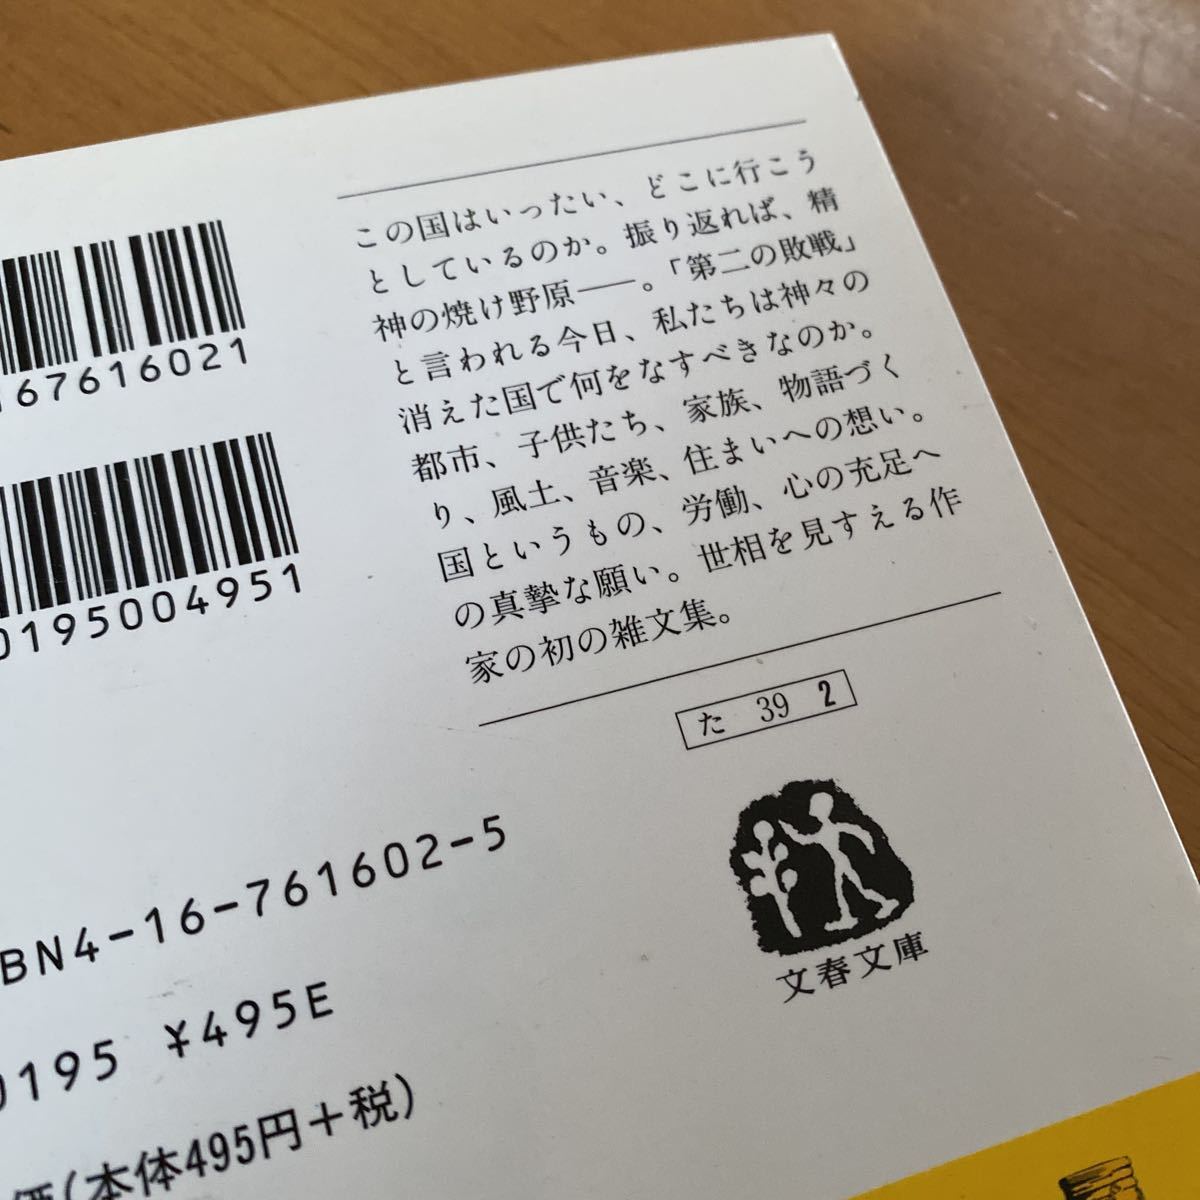 この国はいったい、どこに行こう
としているのか。振り返れば、精
神の焼け野原──。「第二の敗戦」
と言われる今日、私たちは神々の
消えた国で何をなすべきなのか。
都市、子供たち、家族、物語づく
り、風土、音楽、住まいへの想い。
国というもの、労働、心の充足へ
の真摯な願い。世相を見すえる作
家の初の雑文集。
た 39 2
文春文庫
167616021
0195004951
BN4-16-761602-5
0195 ¥495E
価(本体495円+税)